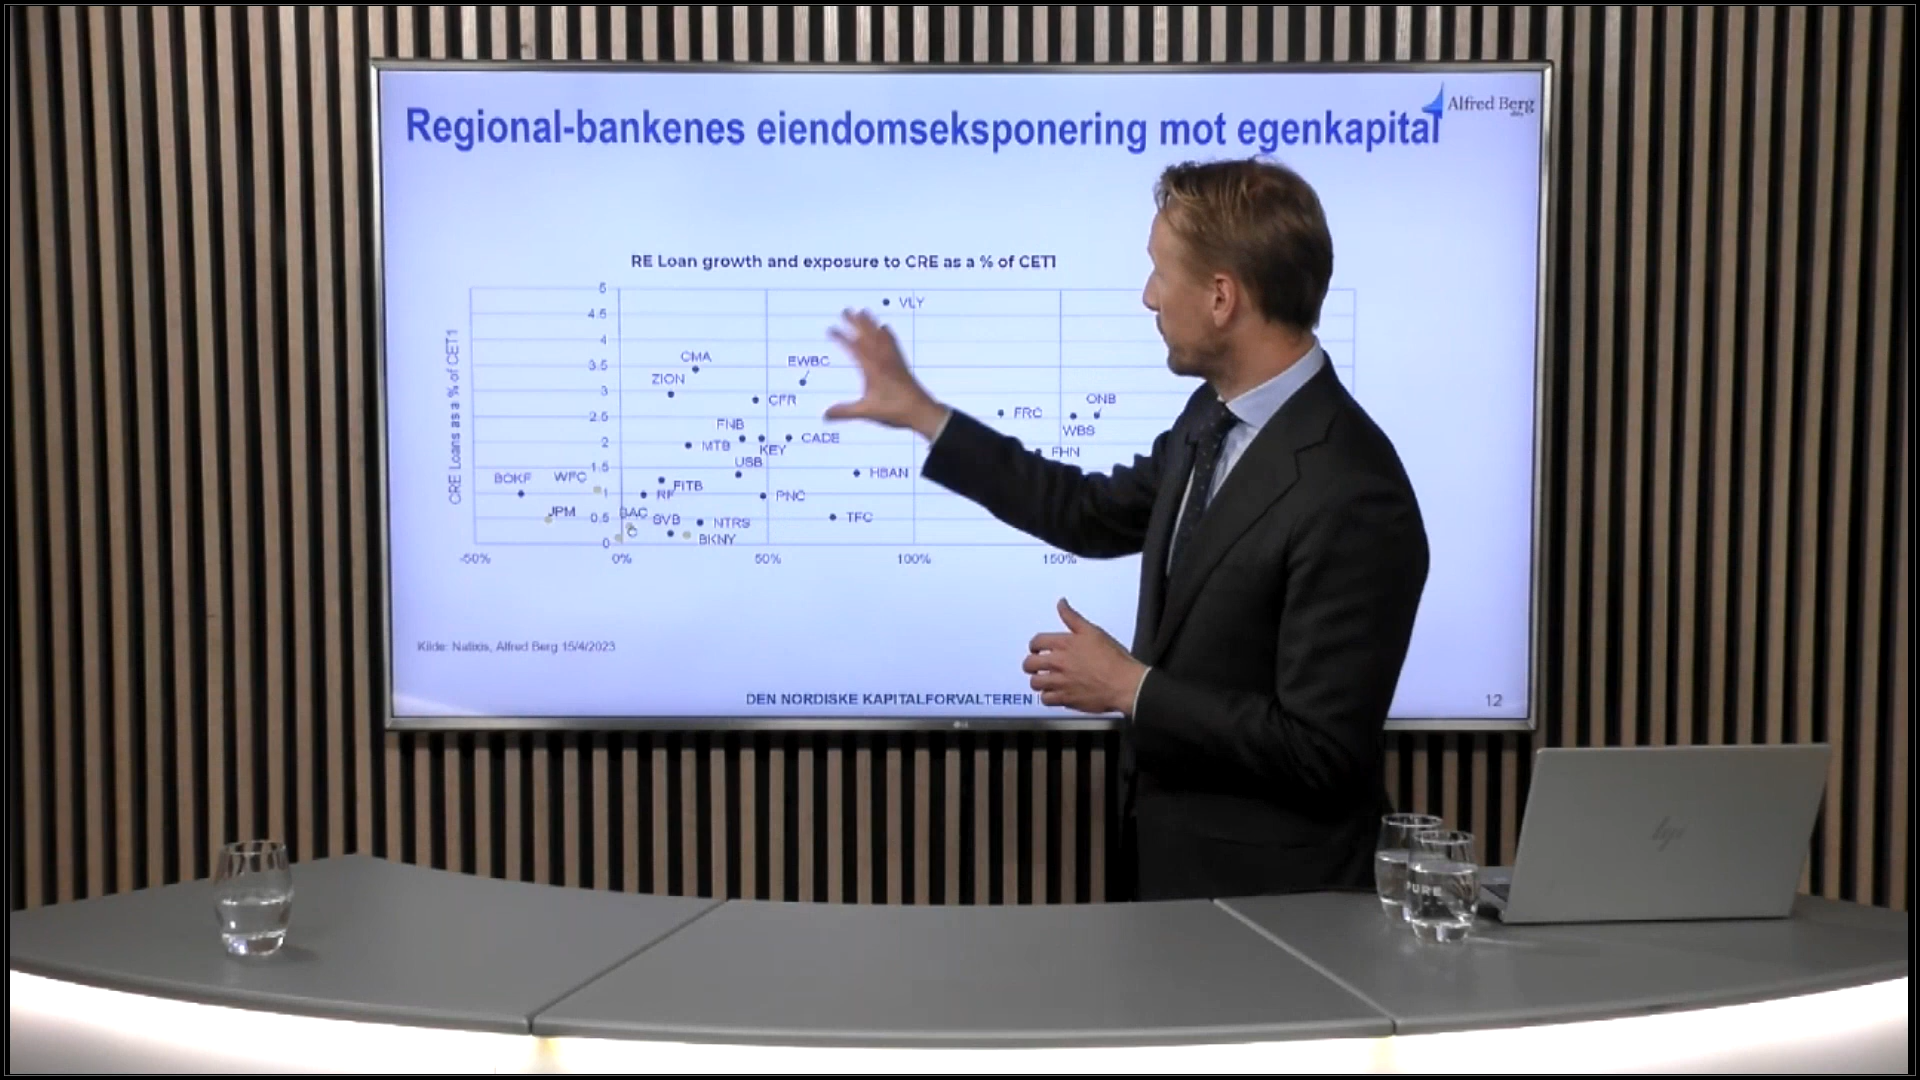 Alfred Berg
Regional-bankenes eiendomseksponering mot egenkapital
RE Loan growth and exposure to CRE as a % of CET1
CRE Loans as a % of CET1
5
4.5
4
3.5
3
2.5
2
1.5
1
0.5
0
VLY
CMA
EWBC
ZION
CFR
ONB
FRC
WBS
FNB
MTB
KEY
CADE
FHN
USB
BOKF
WFC
HBAN
FITB
RF
PNC
JPM
BAC
SVB
NTRS
TFC
C
BKNY
-50%
0%
50%
100%
150%
Kilde: Natixis, Alfred Berg 15/4/2023
DEN NORDISKE KAPITALFORVALTEREN
12
LG
hp
PURE